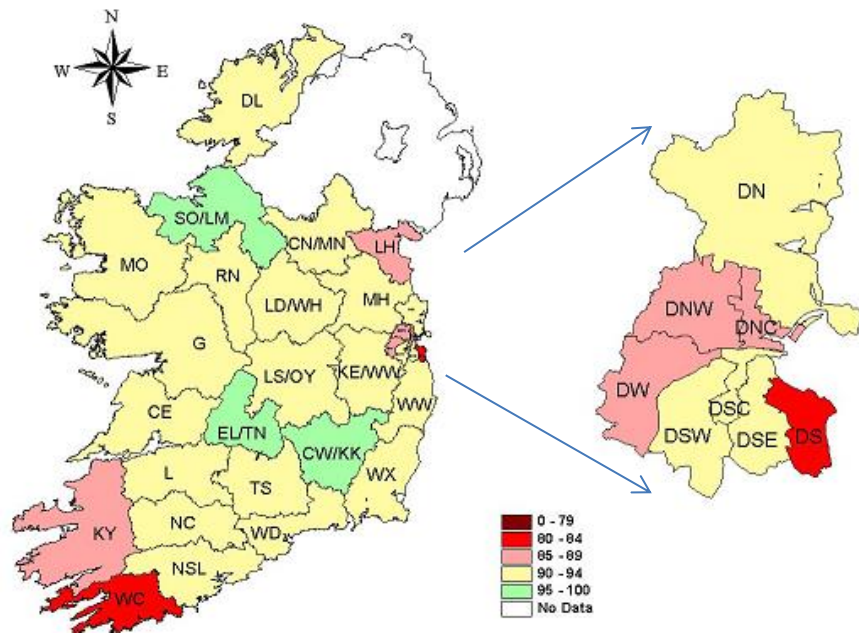 N
W E
S
DL
SO/LM
CN/MN
LH
MO
RN
LD/WH
MH
G
LS/OY
KE/WW
CE
EL/TN
WW
CW/KK
L
TS
WX
KY
NC
WD
NSL
WC
DN
DNW
DNC
DW
DSC
DSW
DSE
DS
0 - 79
80 - 84
85 - 89
90 - 94
95 - 100
No Data